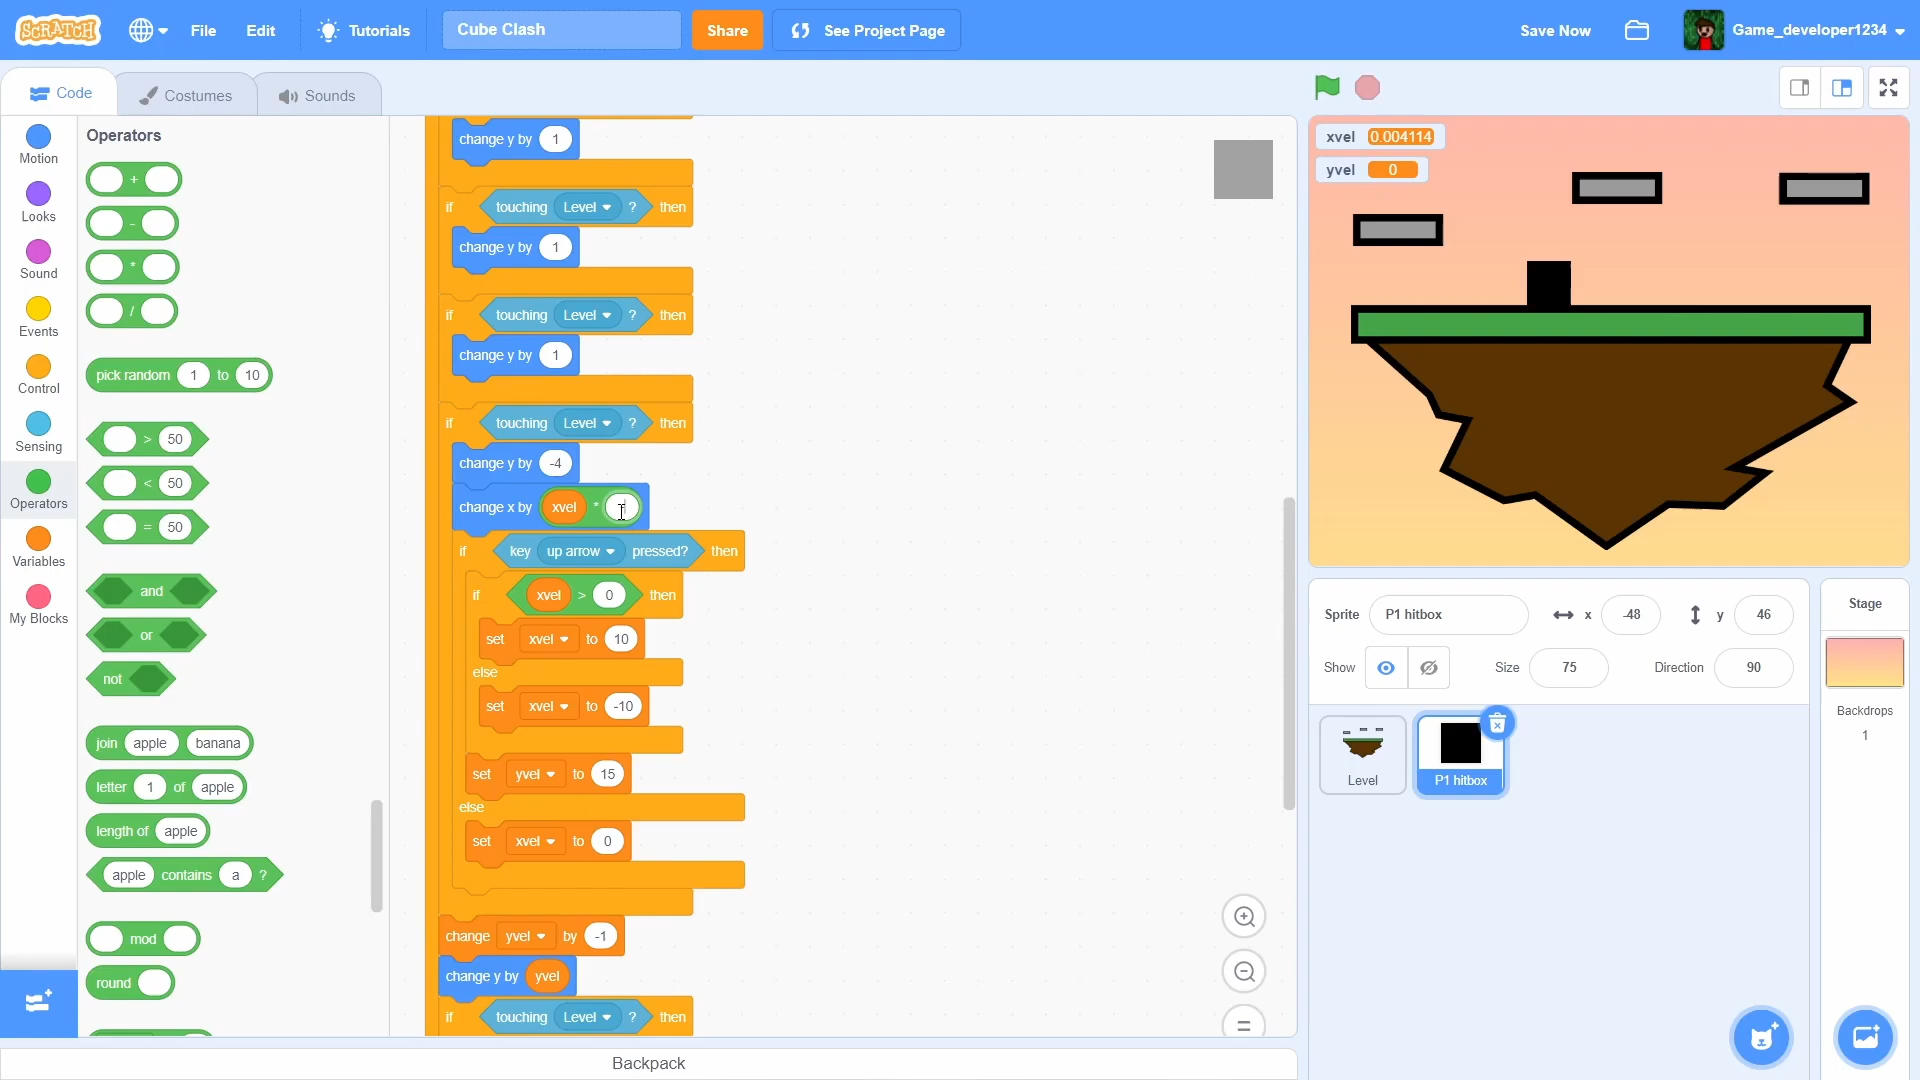 SCRATCH File Edit Tutorials Cube Clash Share See Project Page Save Now Game_developer1234
Code Costumes Sounds
Motion
Looks
Sound
Events
Control
Sensing
Operators
Variables
My Blocks
Operators
+
-
*
/
pick random 1 to 10
> 50
< 50
= 50
and
or
not
join apple banana
letter 1 of apple
length of apple
apple contains a ?
mod
round
change y by 1
if touching Level ? then
change y by 1
if touching Level ? then
change y by 1
if touching Level ? then
change y by -4
change x by xvel *
if key up arrow pressed? then
if xvel > 0 then
set xvel to 10
else
set xvel to -10
set yvel to 15
else
set xvel to 0
change yvel by -1
change y by yvel
if touching Level ? then
Backpack
xvel 0.004114
yvel 0
Sprite P1 hitbox x -48 y 46
Show Size 75 Direction 90
Level
P1 hitbox
Stage
Backdrops
1